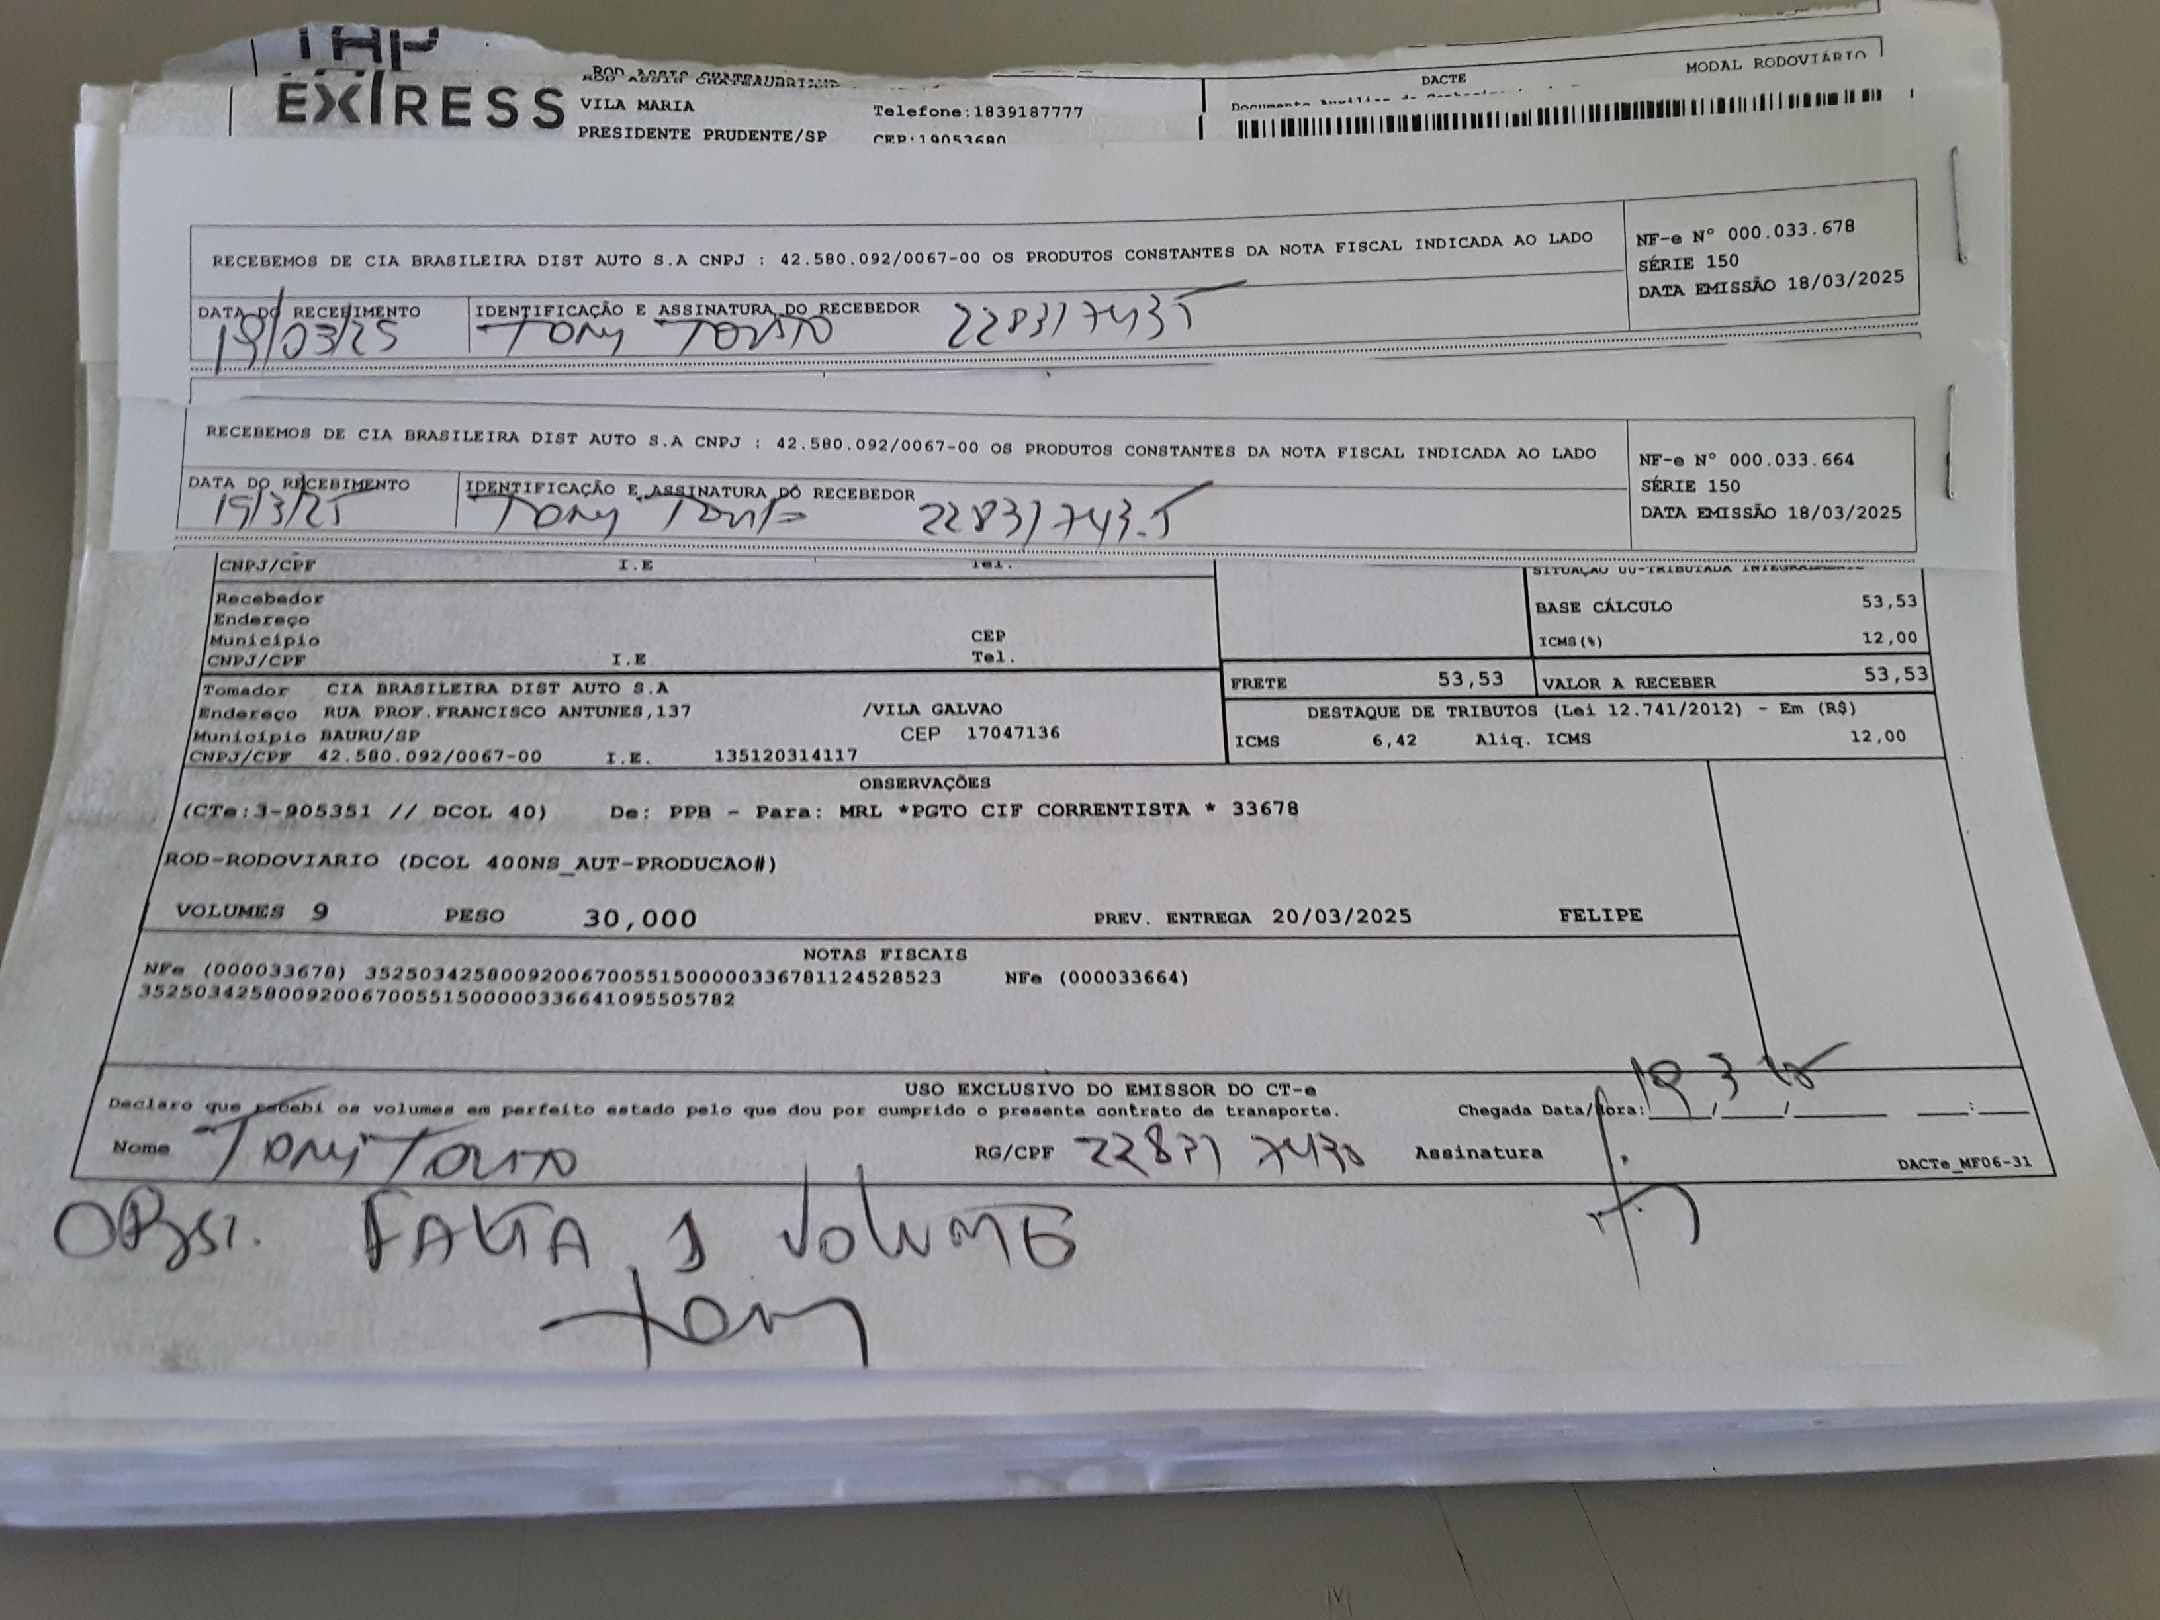 EXPRESS
VILA MARIA Telefone:1839187777
PRESIDENTE PRUDENTE/SP CEP:19053680
DACTE MODAL RODOVIÁRIO
RECEBEMOS DE CIA BRASILEIRA DIST AUTO S.A CNPJ : 42.580.092/0067-00 OS PRODUTOS CONSTANTES DA NOTA FISCAL INDICADA AO LADO
NF-e Nº 000.033.678
SÉRIE 150
DATA EMISSÃO 18/03/2025
DATA DO RECEBIMENTO IDENTIFICAÇÃO E ASSINATURA DO RECEBEDOR
19/03/25 Tony
RECEBEMOS DE CIA BRASILEIRA DIST AUTO S.A CNPJ : 42.580.092/0067-00 OS PRODUTOS CONSTANTES DA NOTA FISCAL INDICADA AO LADO
NF-e Nº 000.033.664
SÉRIE 150
DATA EMISSÃO 18/03/2025
DATA DO RECEBIMENTO IDENTIFICAÇÃO E ASSINATURA DO RECEBEDOR
19/3/25 Tony
CNPJ/CPF I.E Tel.
Recebedor
Endereço
Município CEP
CNPJ/CPF I.E Tel.
BASE CÁLCULO 53,53
ICMS(%) 12,00
FRETE 53,53 VALOR A RECEBER 53,53
Tomador CIA BRASILEIRA DIST AUTO S.A
Endereço RUA PROF.FRANCISCO ANTUNES,137 /VILA GALVAO
Município BAURU/SP CEP 17047136
CNPJ/CPF 42.580.092/0067-00 I.E. 135120314117
DESTAQUE DE TRIBUTOS (Lei 12.741/2012) - Em (R$)
ICMS 6,42 Aliq. ICMS 12,00
OBSERVAÇÕES
(CTe:3-905351 // DCOL 40) De: PPB - Para: MRL *PGTO CIF CORRENTISTA * 33678
ROD-RODOVIARIO (DCOL 400NS_AUT-PRODUCAO#)
VOLUMES 9 PESO 30,000 PREV. ENTREGA 20/03/2025 FELIPE
NOTAS FISCAIS
NFe (000033678) 35250342580092006700551500000336781124528523 NFe (000033664)
35250342580092006700551500000336641095505782
USO EXCLUSIVO DO EMISSOR DO CT-e
Declaro que recebi os volumes em perfeito estado pelo que dou por cumprido o presente contrato de transporte. Chegada Data/Hora:
Nome RG/CPF Assinatura
DACTe_MF06-31
OBS: FALTA 1 VOLUME
Tony